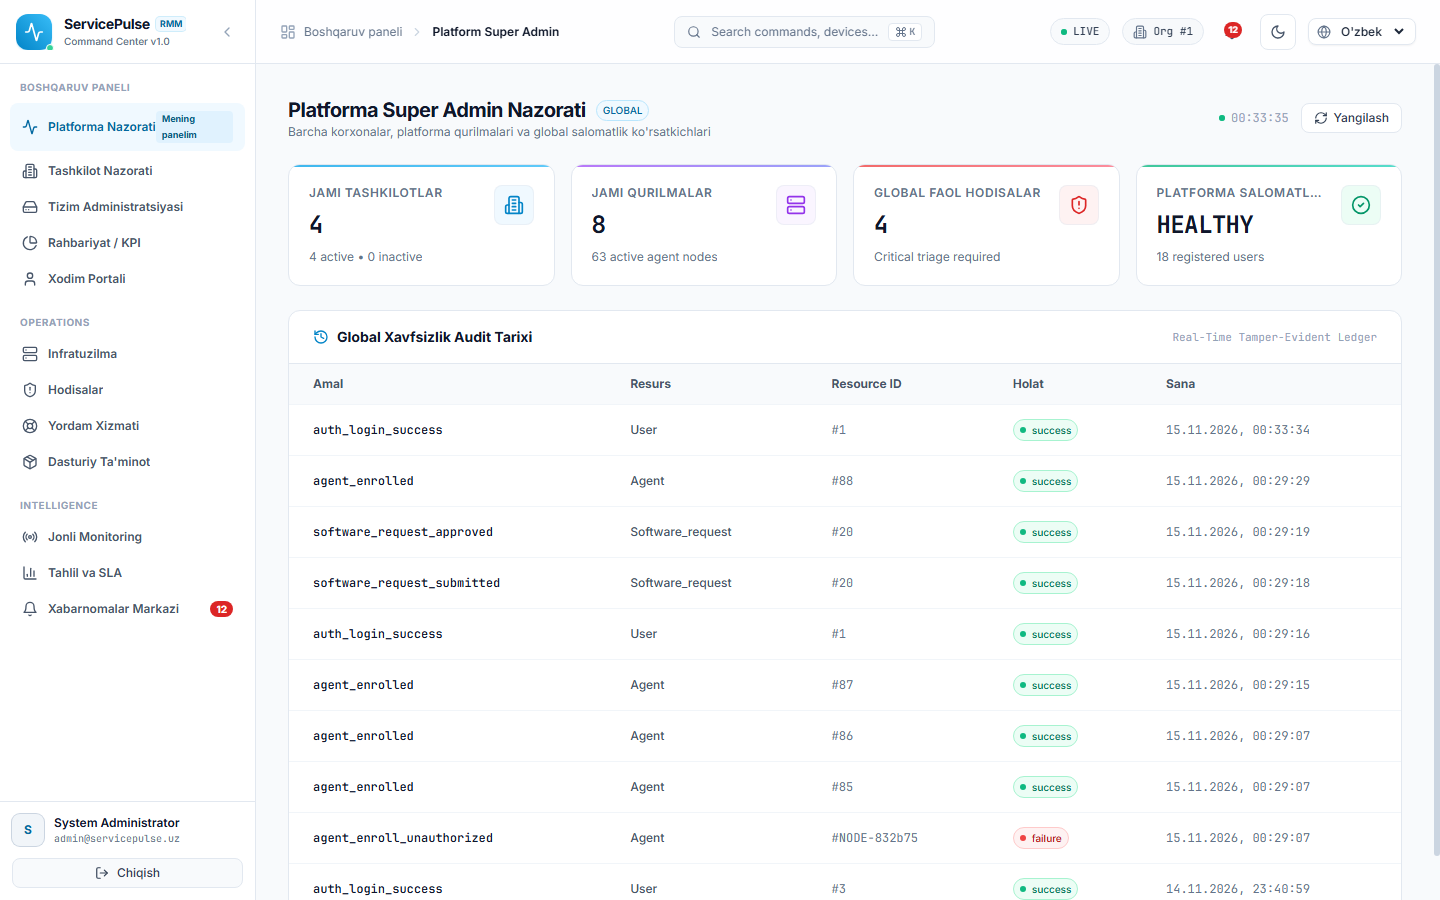 ServicePulse RMM
Command Center v1.0
Boshqaruv paneli
Platform Super Admin
Search commands, devices... ⌘ K
LIVE
Org #1
12
O'zbek
BOSHQARUV PANELI
Platforma Nazorati
Mening
panelim
Tashkilot Nazorati
Tizim Administratsiyasi
Rahbariyat / KPI
Xodim Portali
OPERATIONS
Infratuzilma
Hodisalar
Yordam Xizmati
Dasturiy Ta'minot
INTELLIGENCE
Jonli Monitoring
Tahlil va SLA
Xabarnomalar Markazi 12
S
System Administrator
admin@servicepulse.uz
Chiqish
Platforma Super Admin Nazorati GLOBAL
Barcha korxonalar, platforma qurilmalari va global salomatlik ko'rsatkichlari
00:33:35
Yangilash
JAMI TASHKILOTLAR
4
4 active • 0 inactive
JAMI QURILMALAR
8
63 active agent nodes
GLOBAL FAOL HODISALAR
4
Critical triage required
PLATFORMA SALOMATL...
HEALTHY
18 registered users
Global Xavfsizlik Audit Tarixi
Real-Time Tamper-Evident Ledger
Amal Resurs Resource ID Holat Sana
auth_login_success User #1 success 15.11.2026, 00:33:34
agent_enrolled Agent #88 success 15.11.2026, 00:29:29
software_request_approved Software_request #20 success 15.11.2026, 00:29:19
software_request_submitted Software_request #20 success 15.11.2026, 00:29:18
auth_login_success User #1 success 15.11.2026, 00:29:16
agent_enrolled Agent #87 success 15.11.2026, 00:29:15
agent_enrolled Agent #86 success 15.11.2026, 00:29:07
agent_enrolled Agent #85 success 15.11.2026, 00:29:07
agent_enroll_unauthorized Agent #NODE-832b75 failure 15.11.2026, 00:29:07
auth_login_success User #3 success 14.11.2026, 23:40:59